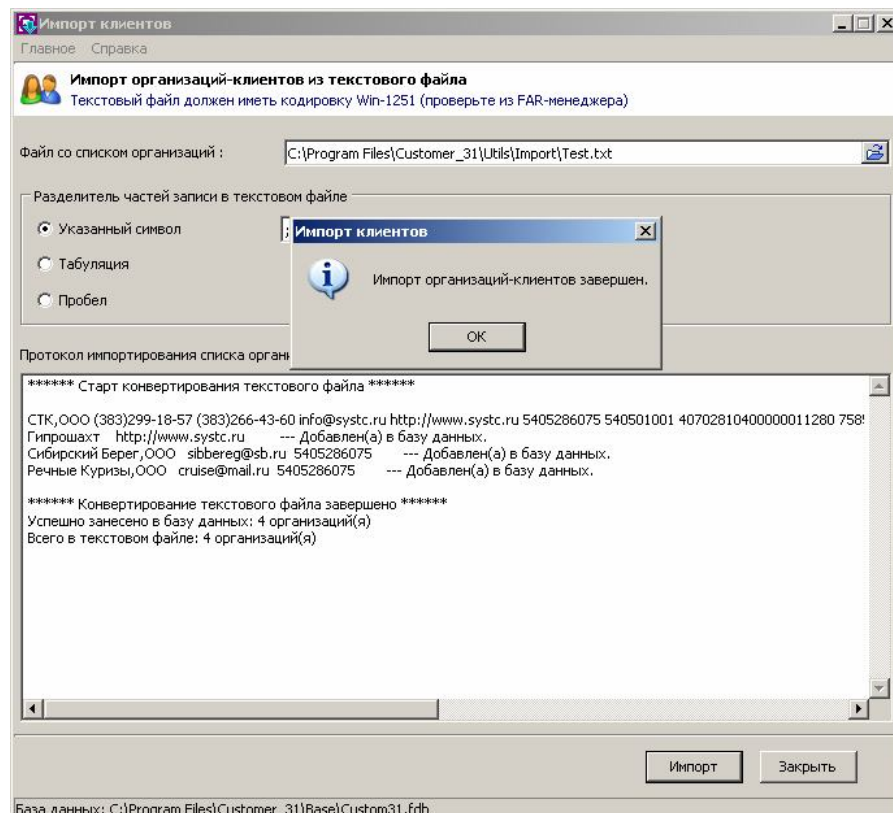 Импорт клиентов
Главное Справка
Импорт организаций-клиентов из текстового файла
Текстовый файл должен иметь кодировку Win-1251 (проверьте из FAR-менеджера)
Файл со списком организаций : C:\Program Files\Customer_31\Utils\Import\Test.txt
Разделитель частей записи в текстовом файле
Указанный символ ;
Табуляция
Пробел
Импорт клиентов
Импорт организаций-клиентов завершен.
ОК
Протокол импортирования списка орган
****** Старт конвертирования текстового файла ******
СТК,ООО (383)299-18-57 (383)266-43-60 info@systc.ru http://www.systc.ru 5405286075 540501001 40702810400000011280 758
Гипрошахт http://www.systc.ru --- Добавлен(а) в базу данных.
Сибирский Берег,ООО sibbereg@sb.ru 5405286075 --- Добавлен(а) в базу данных.
Речные Куризы,ООО cruise@mail.ru 5405286075 --- Добавлен(а) в базу данных.
****** Конвертирование текстового файла завершено ******
Успешно занесено в базу данных: 4 организаций(я)
Всего в текстовом файле: 4 организаций(я)
Импорт Закрыть
База данных: C:\Program Files\Customer_31\Base\Custom31.fdb